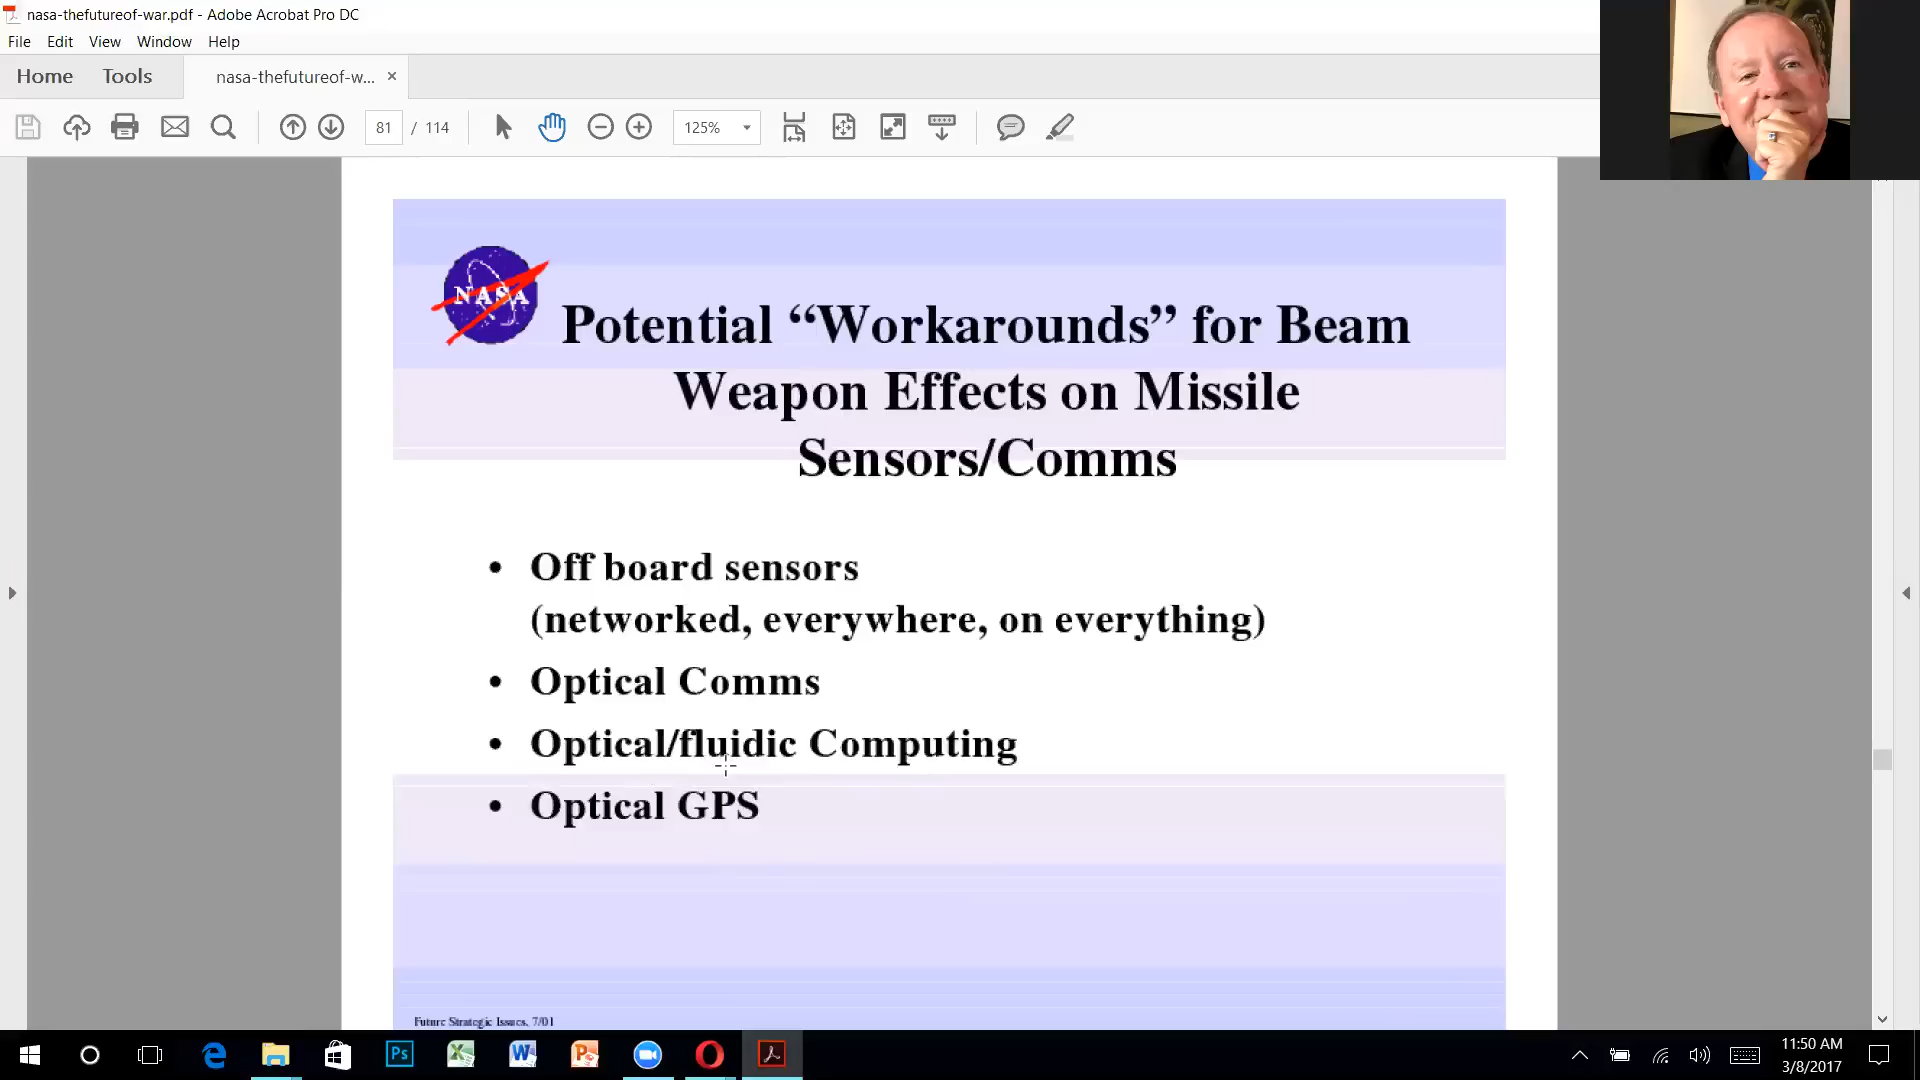 nasa-thefutureof-war.pdf - Adobe Acrobat Pro DC
File Edit View Window Help
Home Tools nasa-thefutureof-w... ×
81 / 114 125%
NASA
Potential “Workarounds” for Beam
Weapon Effects on Missile
Sensors/Comms
• Off board sensors
(networked, everywhere, on everything)
• Optical Comms
• Optical/fluidic Computing
• Optical GPS
Future Strategic Issues, 7/01
11:50 AM
3/8/2017